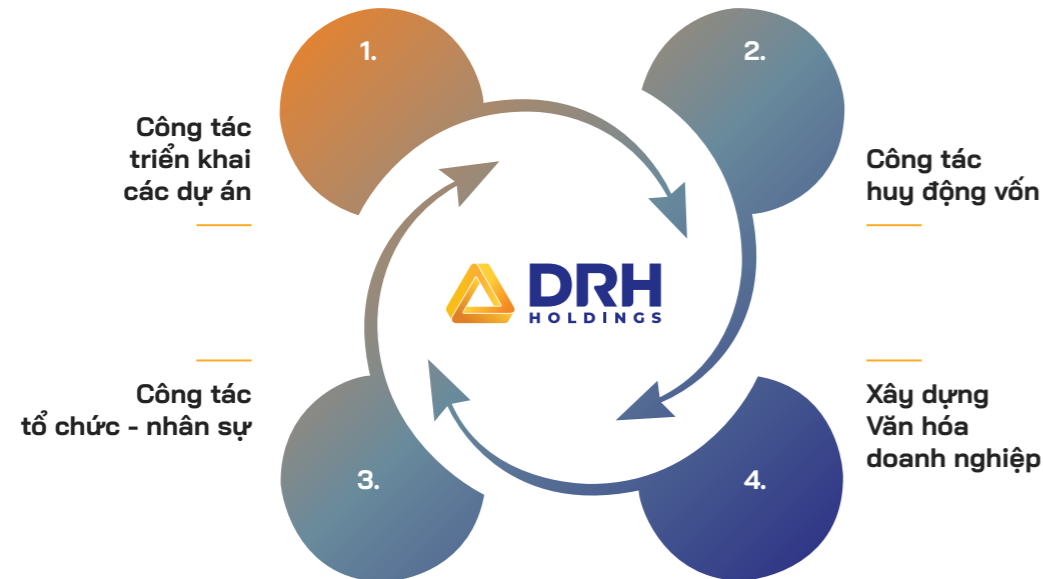 1.
Công tác
triển khai
các dự án
2.
Công tác
huy động vốn
DRH
HOLDINGS
Công tác
tổ chức - nhân sự
3.
Xây dựng
Văn hóa
doanh nghiệp
4.